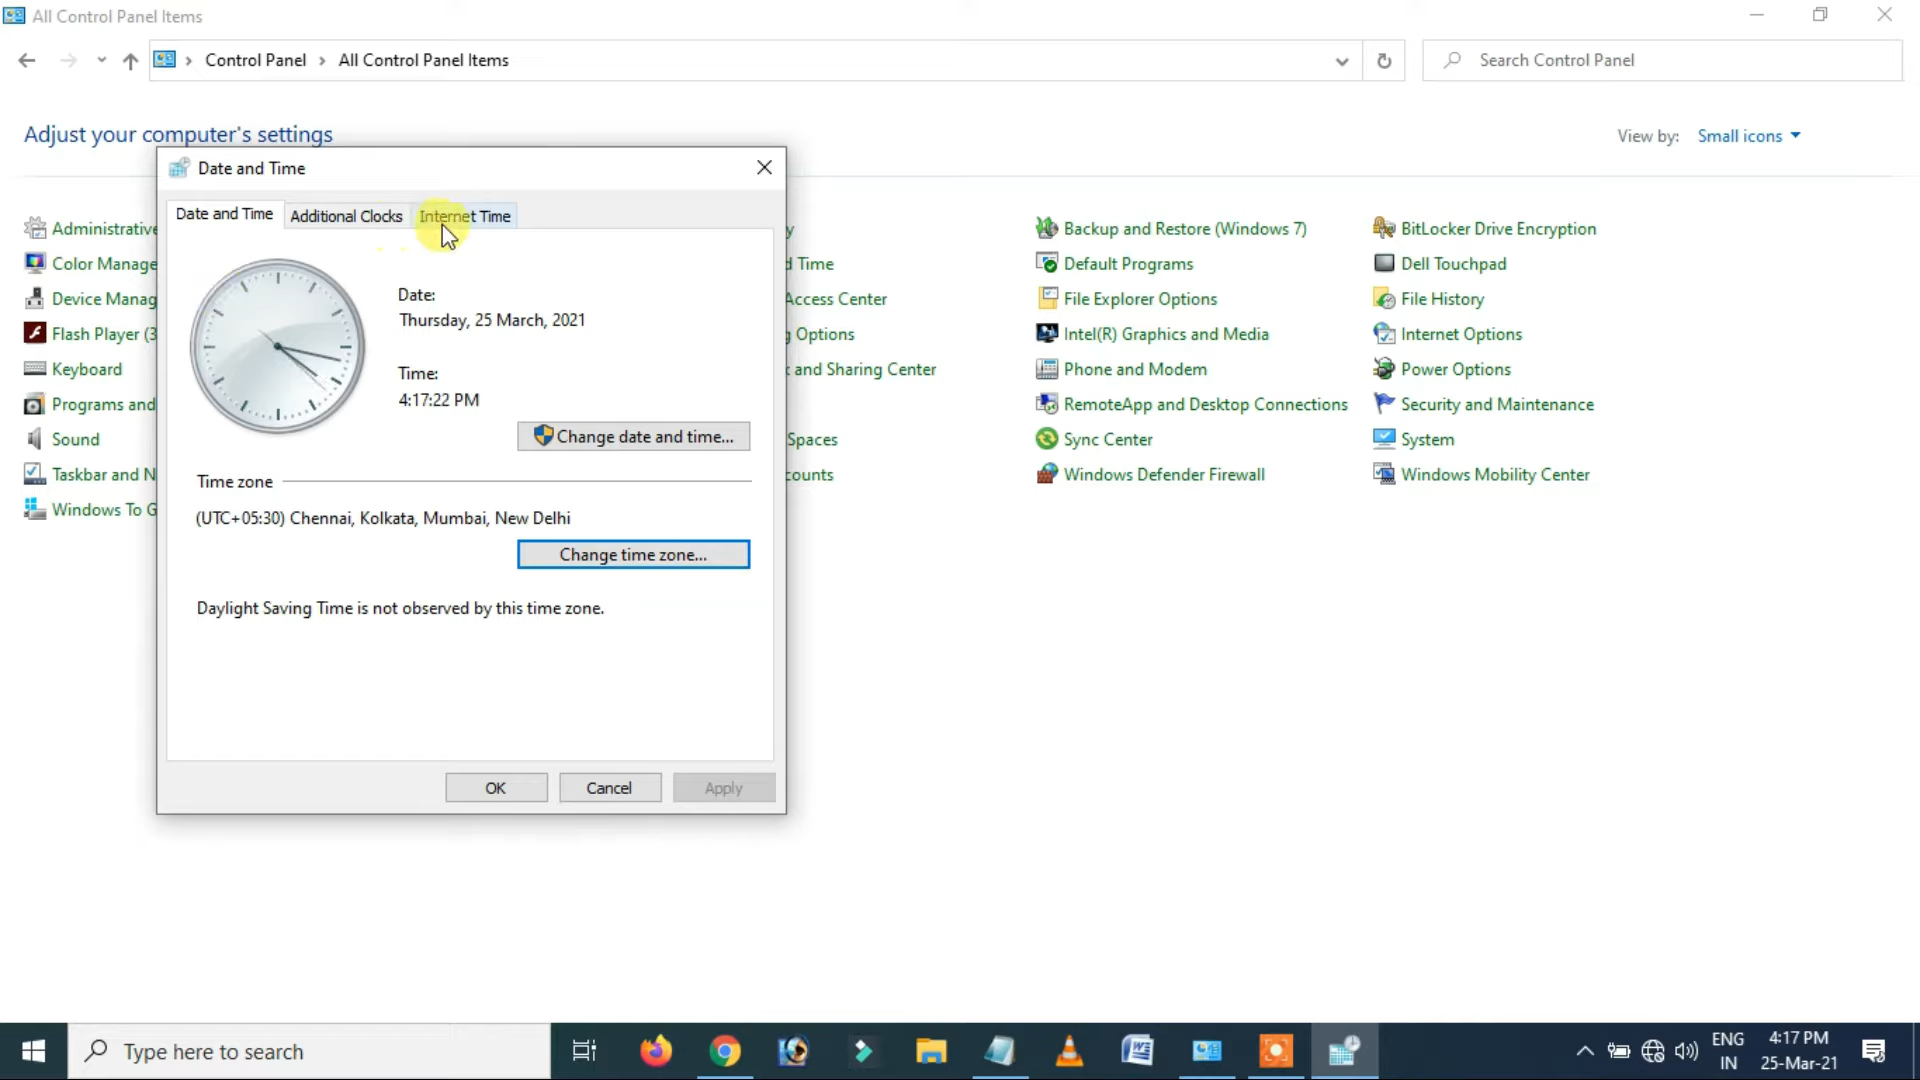 All Control Panel Items
Control Panel > All Control Panel Items
Search Control Panel
Adjust your computer's settings
View by: Small icons
Date and Time
Date and Time Additional Clocks Internet Time
Date:
Thursday, 25 March, 2021
Time:
4:17:22 PM
Change date and time...
Time zone
(UTC+05:30) Chennai, Kolkata, Mumbai, New Delhi
Change time zone...
Daylight Saving Time is not observed by this time zone.
OK Cancel Apply
Administrative
Color Manage
Device Manag
Flash Player (3
Keyboard
Programs and
Sound
Taskbar and N
Windows To G
y
d Time
Access Center
g Options
k and Sharing Center
Spaces
counts
Backup and Restore (Windows 7)
Default Programs
File Explorer Options
Intel(R) Graphics and Media
Phone and Modem
RemoteApp and Desktop Connections
Sync Center
Windows Defender Firewall
BitLocker Drive Encryption
Dell Touchpad
File History
Internet Options
Power Options
Security and Maintenance
System
Windows Mobility Center
Type here to search
ENG
IN
4:17 PM
25-Mar-21